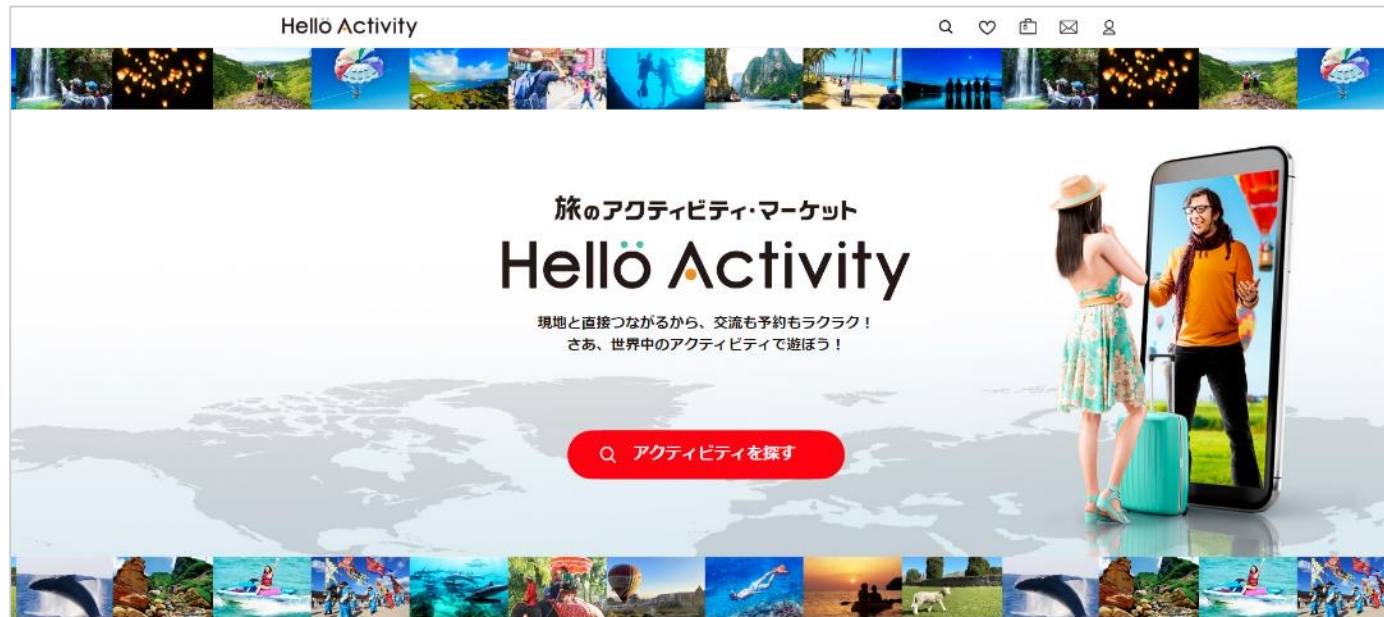 Hellö Activity
旅のアクティビティ・マーケット
Hellö Activity
現地と直接つながるから、交流も予約もラクラク！
さあ、世界中のアクティビティで遊ぼう！
アクティビティを探す